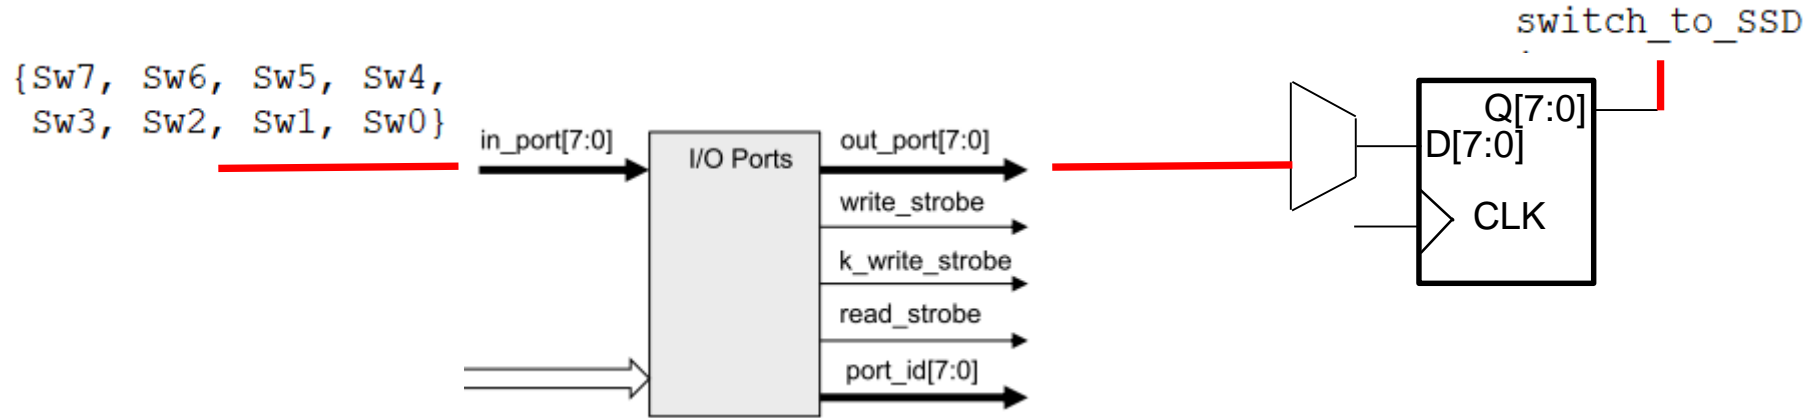 switch_to_SSD
{Sw7, Sw6, Sw5, Sw4,
Sw3, Sw2, Sw1, Sw0}
in_port[7:0]
I/O Ports
out_port[7:0]
write_strobe
k_write_strobe
read_strobe
port_id[7:0]
Q[7:0]
D[7:0]
CLK